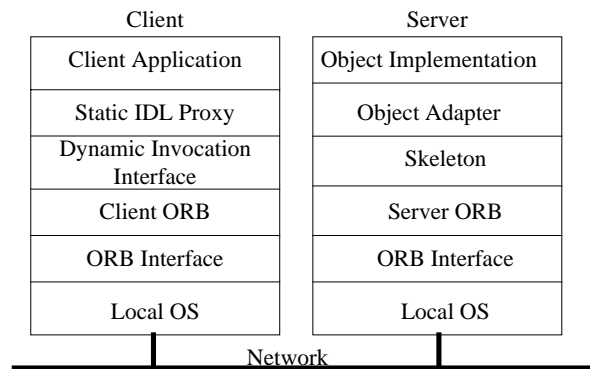 Client
Client Application
Static IDL Proxy
Dynamic Invocation
Interface
Client ORB
ORB Interface
Local OS
Server
Object Implementation
Object Adapter
Skeleton
Server ORB
ORB Interface
Local OS
Network